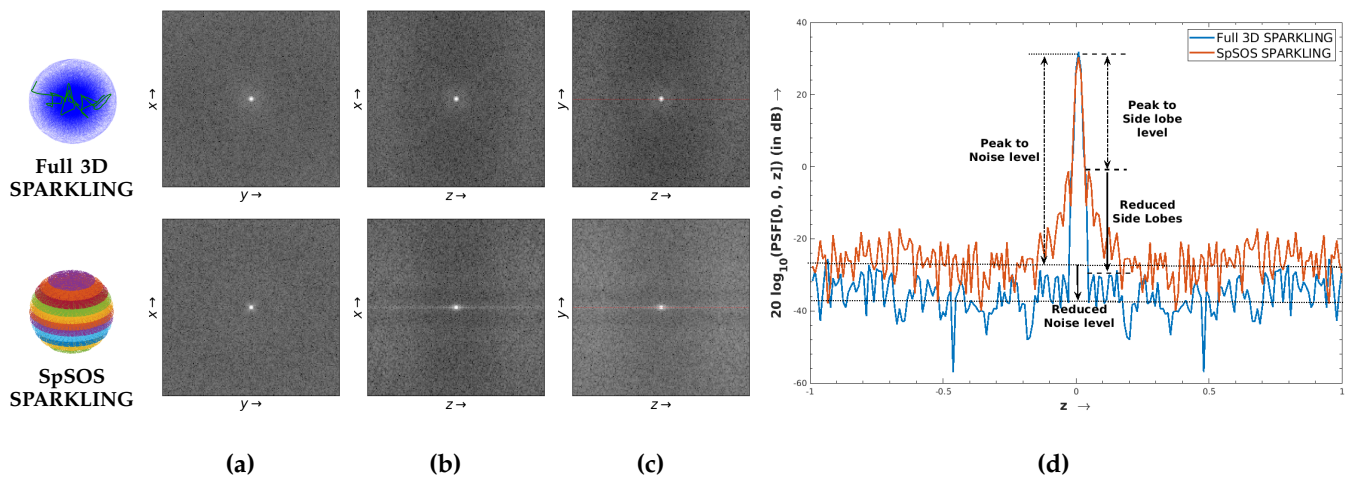 Full 3D
SPARKLING
x→
y→
x→
z→
y→
z→
SpSOS
SPARKLING
x→
y→
x→
z→
y→
z→
(a)
(b)
(c)
40
20
0
-20
-40
-60
20 log10(PSF[0, 0, z]) (in dB) →
Full 3D SPARKLING
SpSOS SPARKLING
Peak to
Noise level
Peak to
Side lobe
level
Reduced
Side Lobes
Reduced
Noise level
-1
-0.5
0
0.5
1
z →
(d)